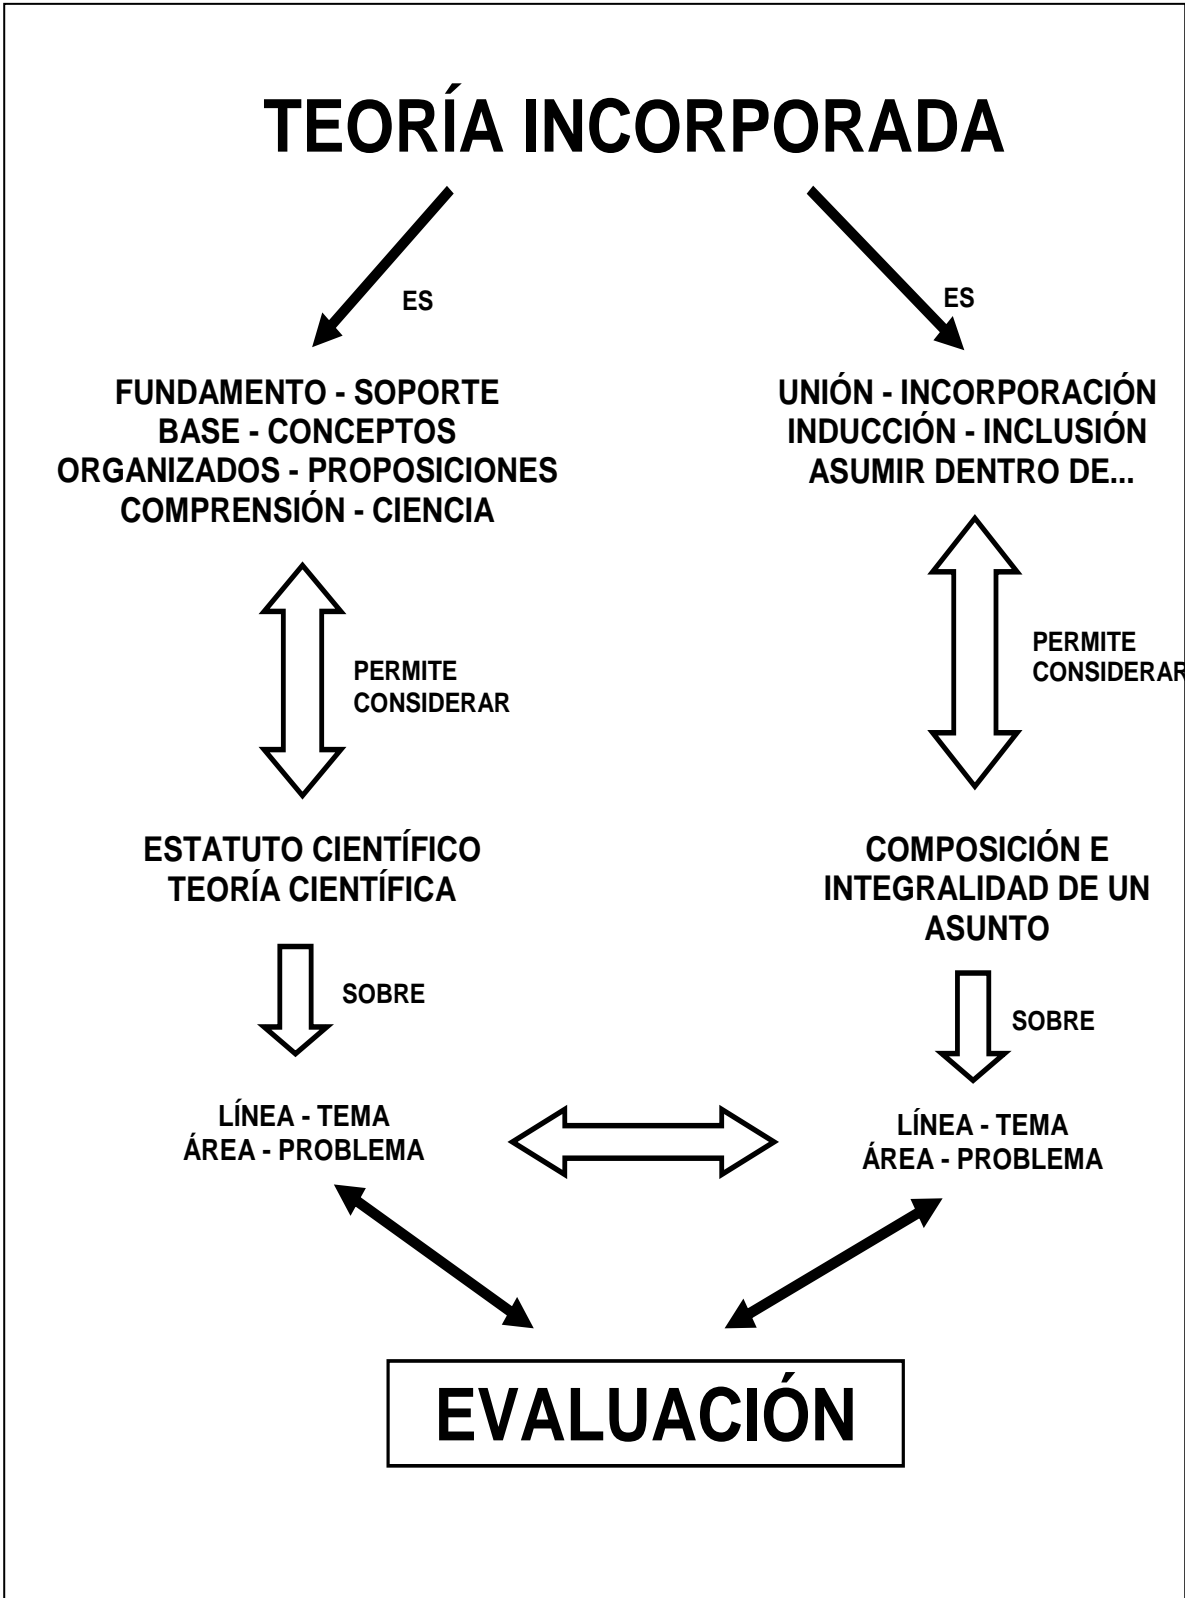 TEORÍA INCORPORADA
ES
ES
FUNDAMENTO - SOPORTE
BASE - CONCEPTOS
ORGANIZADOS - PROPOSICIONES
COMPRENSIÓN - CIENCIA
UNIÓN - INCORPORACIÓN
INDUCCIÓN - INCLUSIÓN
ASUMIR DENTRO DE...
PERMITE
CONSIDERAR
PERMITE
CONSIDERAR
ESTATUTO CIENTÍFICO
TEORÍA CIENTÍFICA
COMPOSICIÓN E
INTEGRALIDAD DE UN
ASUNTO
SOBRE
SOBRE
LÍNEA - TEMA
ÁREA - PROBLEMA
LÍNEA - TEMA
ÁREA - PROBLEMA
EVALUACIÓN